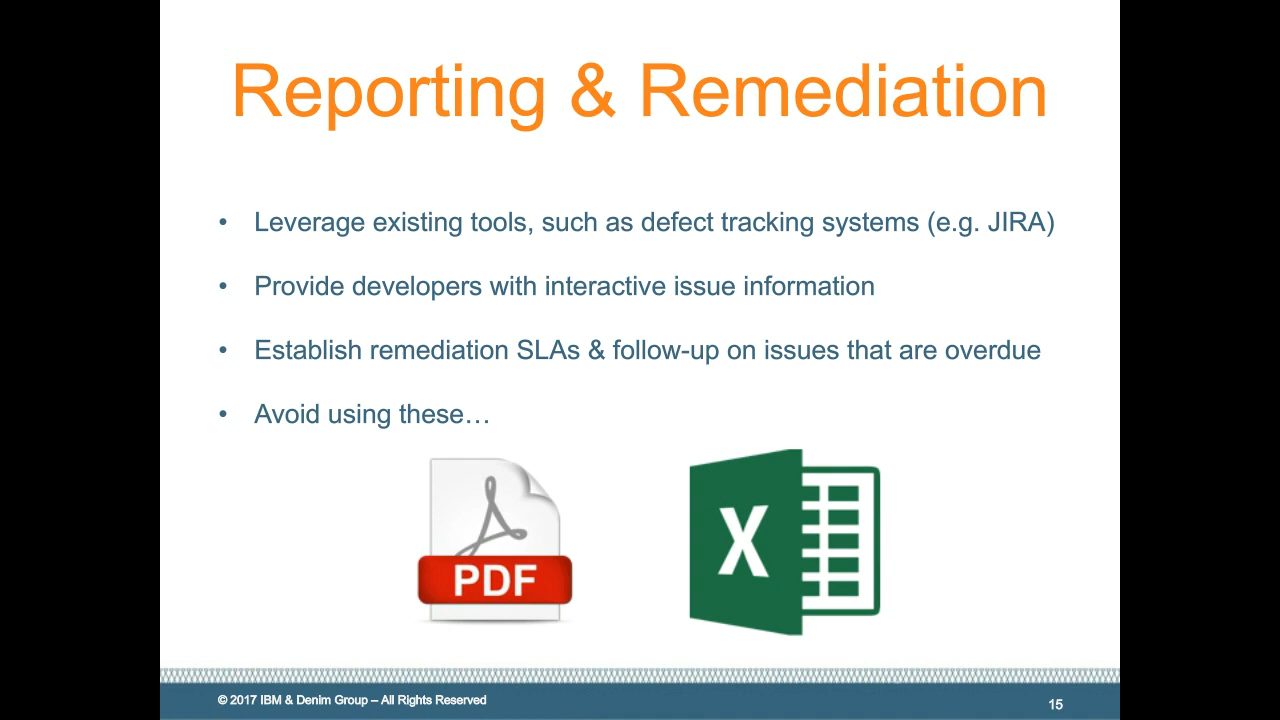 Reporting & Remediation
• Leverage existing tools, such as defect tracking systems (e.g. JIRA)
• Provide developers with interactive issue information
• Establish remediation SLAs & follow-up on issues that are overdue
• Avoid using these…
PDF
X
© 2017 IBM & Denim Group – All Rights Reserved
15